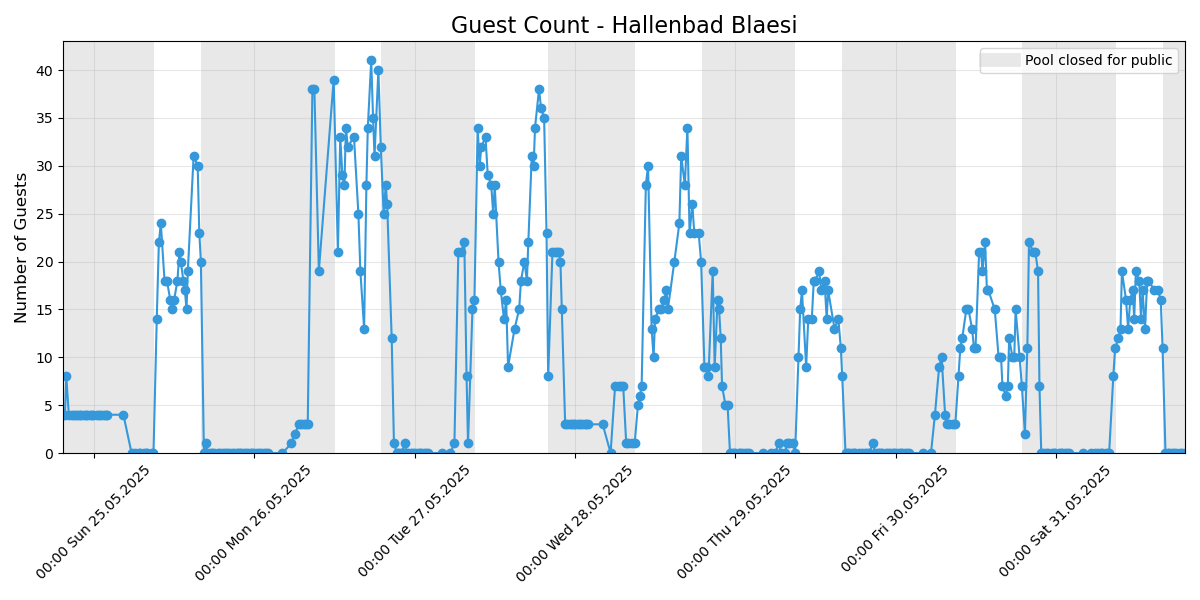 Guest Count - Hallenbad Blaesi
Pool closed for public
Number of Guests
40
35
30
25
20
15
10
5
0
00:00 Sun 25.05.2025
00:00 Mon 26.05.2025
00:00 Tue 27.05.2025
00:00 Wed 28.05.2025
00:00 Thu 29.05.2025
00:00 Fri 30.05.2025
00:00 Sat 31.05.2025